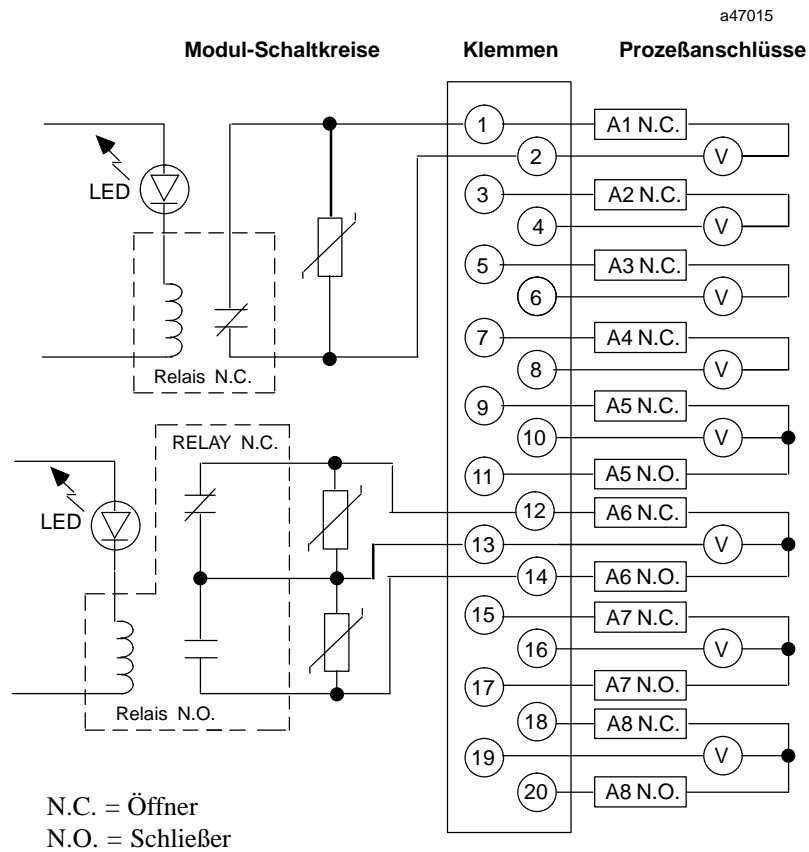 a47015
Modul-Schaltkreise Klemmen Prozeßanschlüsse
1 A1 N.C.
2 V
LED
3 A2 N.C.
4 V
5 A3 N.C.
6 V
7 A4 N.C.
8 V
Relais N.C.
9 A5 N.C.
RELAY N.C. 10 V
11 A5 N.O.
LED 12 A6 N.C.
13 V
14 A6 N.O.
15 A7 N.C.
16 V
17 A7 N.O.
Relais N.O. 18 A8 N.C.
19 V
20 A8 N.O.
N.C. = Öffner
N.O. = Schließer